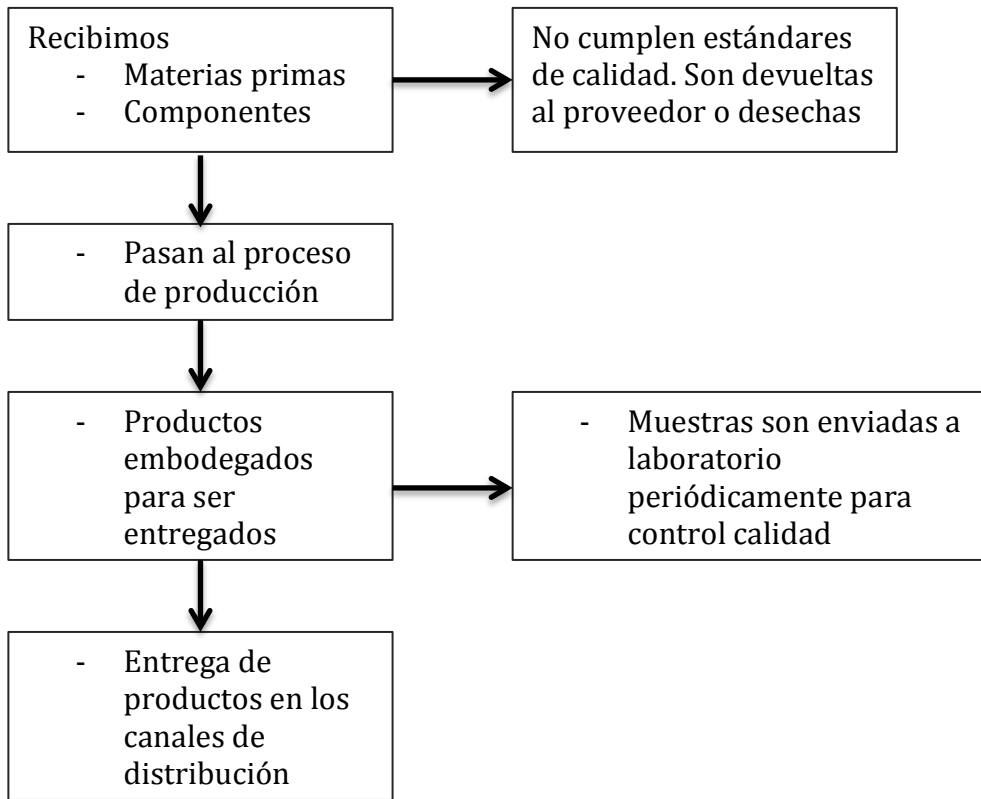 Recibimos
- Materias primas
- Componentes
No cumplen estándares
de calidad. Son devueltas
al proveedor o desechas
- Pasan al proceso
de producción
- Productos
embodegados
para ser
entregados
- Muestras son enviadas a
laboratorio
periódicamente para
control calidad
- Entrega de
productos en los
canales de
distribución